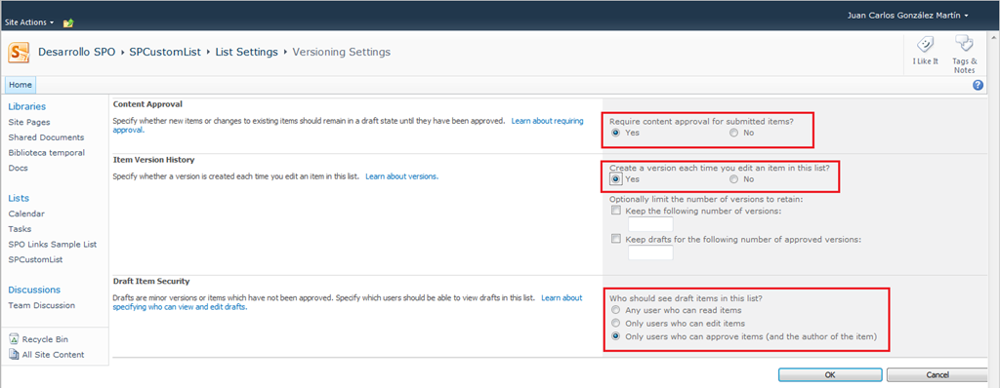 Juan Carlos González Martín
Site Actions
Desarrollo SPO ▸ SPCustomList ▸ List Settings ▸ Versioning Settings
I Like It
Tags &
Notes
Home
Libraries
Site Pages
Shared Documents
Biblioteca temporal
Docs
Lists
Calendar
Tasks
SPO Links Sample List
SPCustomList
Discussions
Team Discussion
Recycle Bin
All Site Content
Content Approval
Specify whether new items or changes to existing items should remain in a draft state until they have been approved. Learn about requiring
approval.
Require content approval for submitted items?
Yes No
Item Version History
Specify whether a version is created each time you edit an item in this list. Learn about versions.
Create a version each time you edit an item in this list?
Yes No
Optionally limit the number of versions to retain:
Keep the following number of versions:
Keep drafts for the following number of approved versions:
Draft Item Security
Drafts are minor versions or items which have not been approved. Specify which users should be able to view drafts in this list. Learn about
specifying who can view and edit drafts.
Who should see draft items in this list?
Any user who can read items
Only users who can edit items
Only users who can approve items (and the author of the item)
OK Cancel